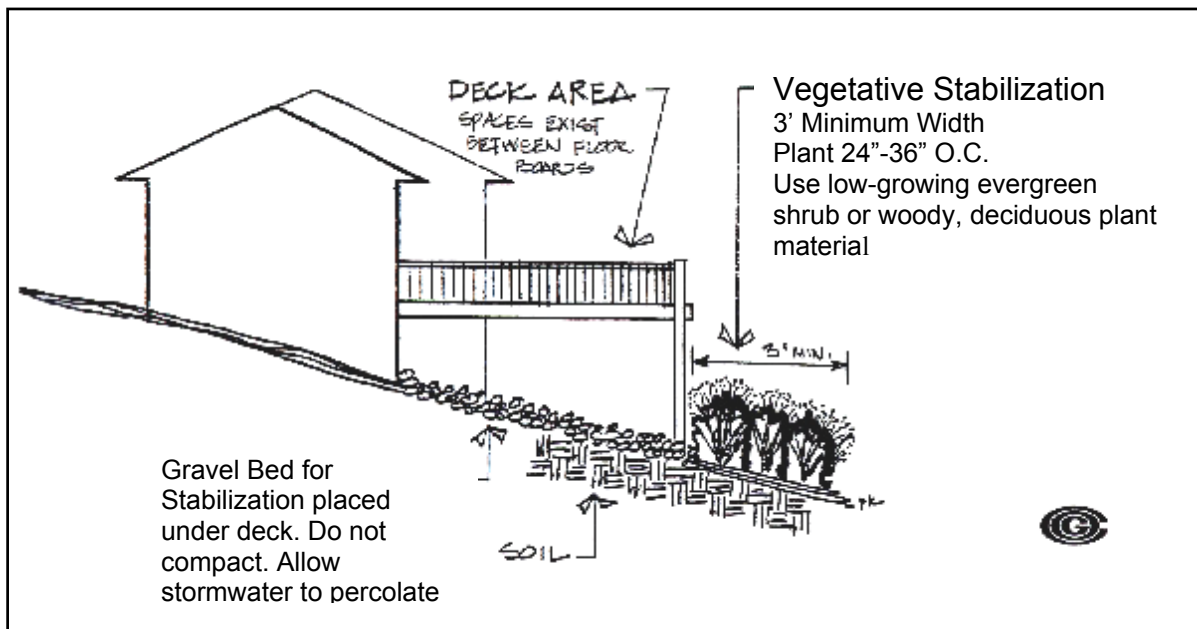 DECK AREA
SPACES EXIST
BETWEEN FLOOR
BOARDS
Vegetative Stabilization
3’ Minimum Width
Plant 24”-36” O.C.
Use low-growing evergreen
shrub or woody, deciduous plant
material
3' MIN.
Gravel Bed for
Stabilization placed
under deck. Do not
compact. Allow
stormwater to percolate
SOIL